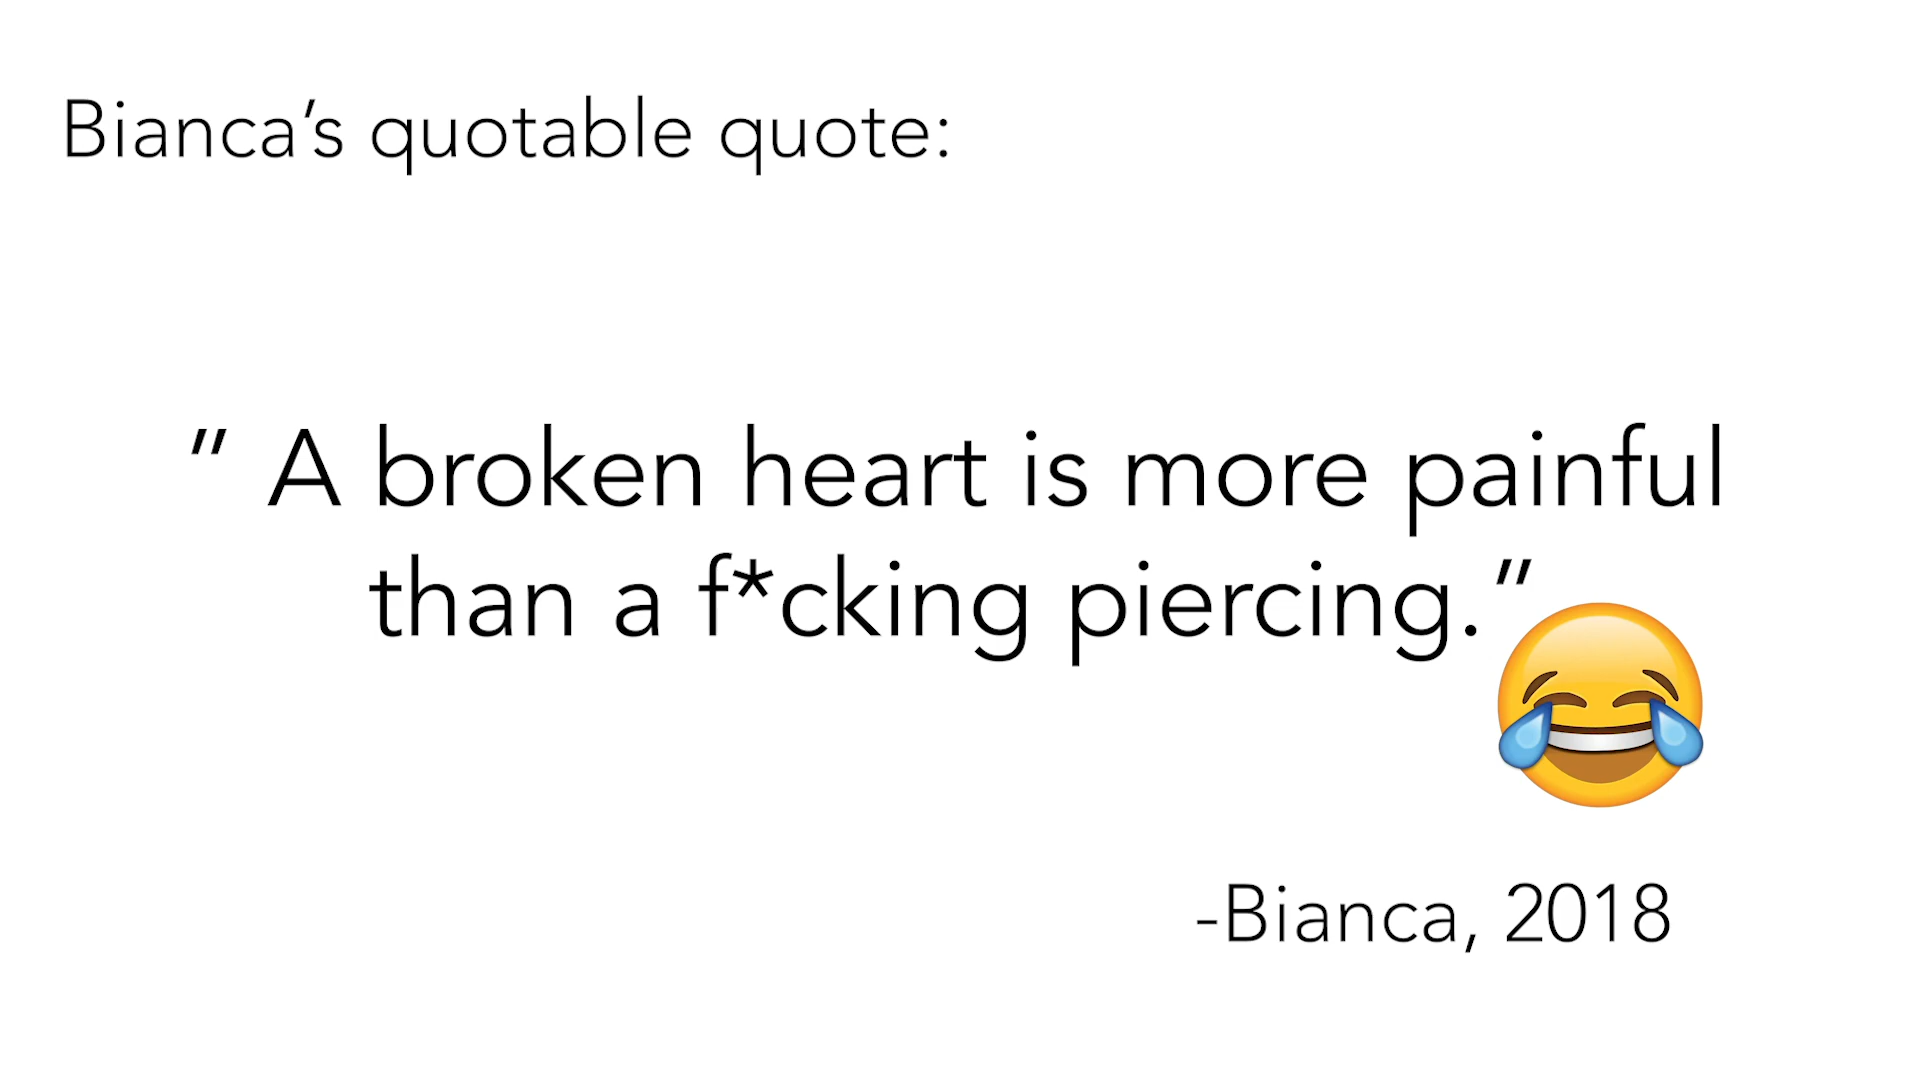 Bianca’s quotable quote:
” A broken heart is more painful
than a f*cking piercing.”
-Bianca, 2018